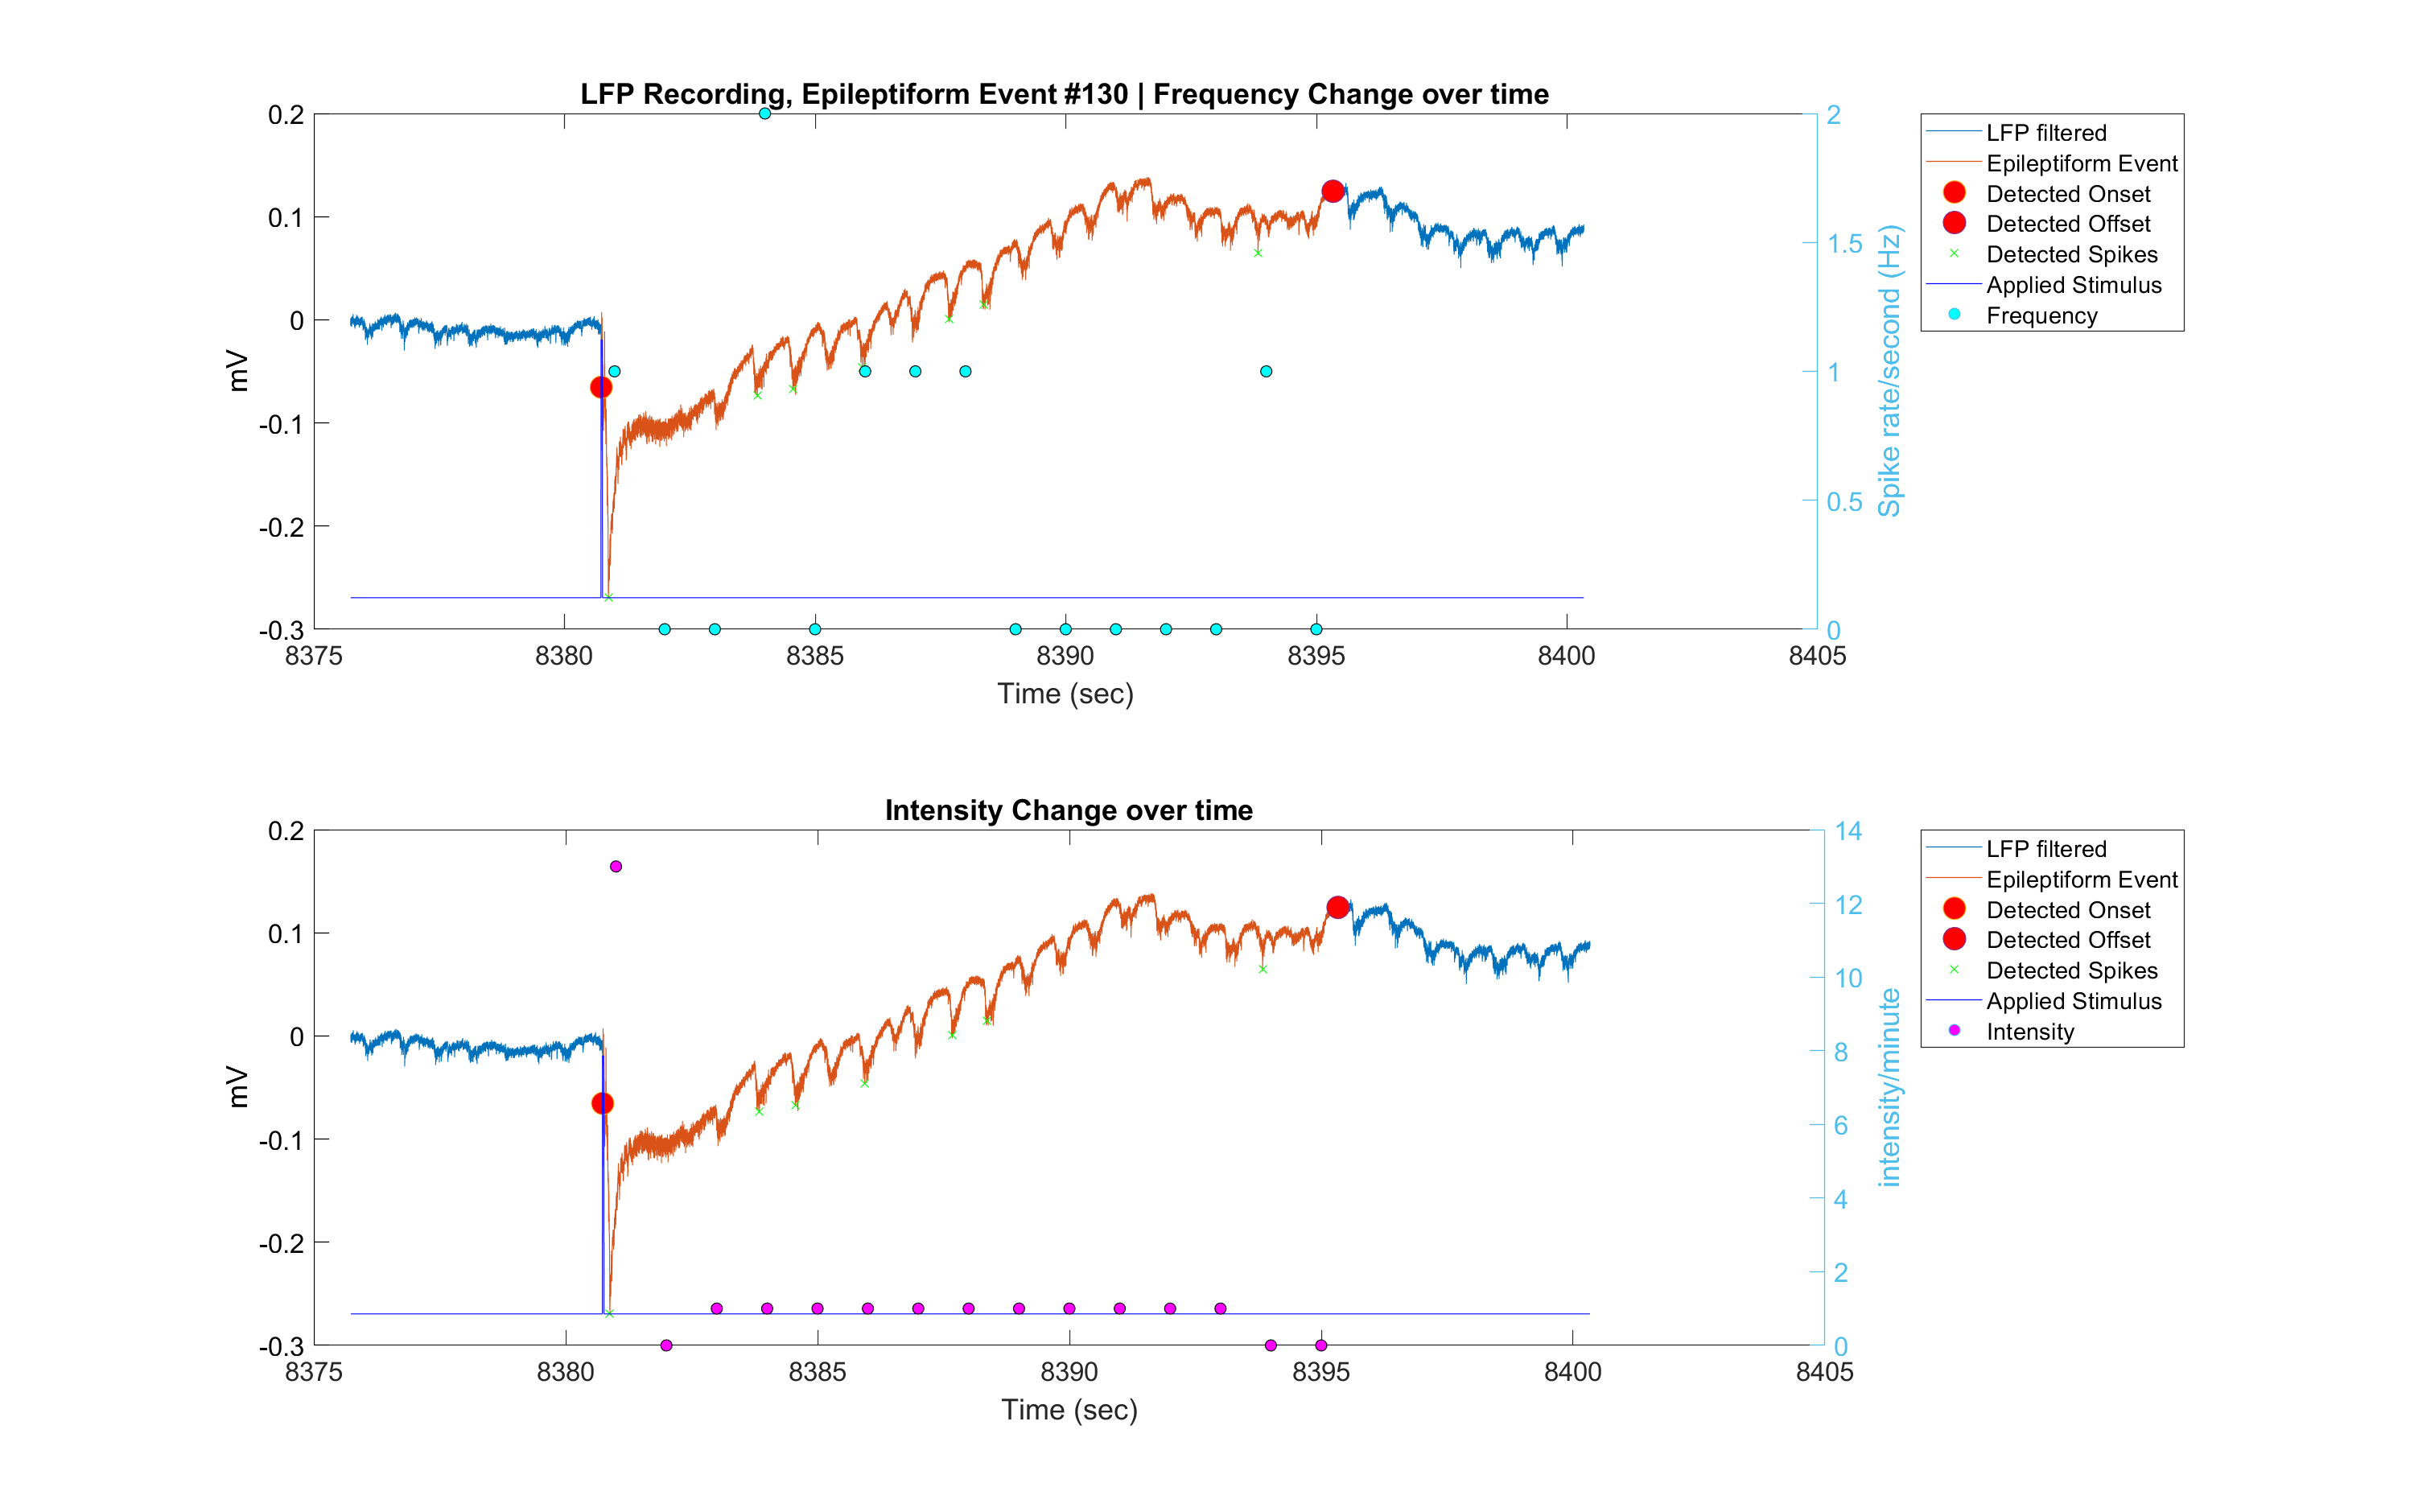 LFP Recording, Epileptiform Event #130 | Frequency Change over time
0.2
0.1
0
-0.1
-0.2
-0.3
mV
8375
8380
8385
8390
8395
8400
8405
Time (sec)
2
1.5
1
0.5
0
Spike rate/second (Hz)
LFP filtered
Epileptiform Event
Detected Onset
Detected Offset
Detected Spikes
Applied Stimulus
Frequency
Intensity Change over time
0.2
0.1
0
-0.1
-0.2
-0.3
mV
8375
8380
8385
8390
8395
8400
8405
Time (sec)
14
12
10
8
6
4
2
0
intensity/minute
LFP filtered
Epileptiform Event
Detected Onset
Detected Offset
Detected Spikes
Applied Stimulus
Intensity